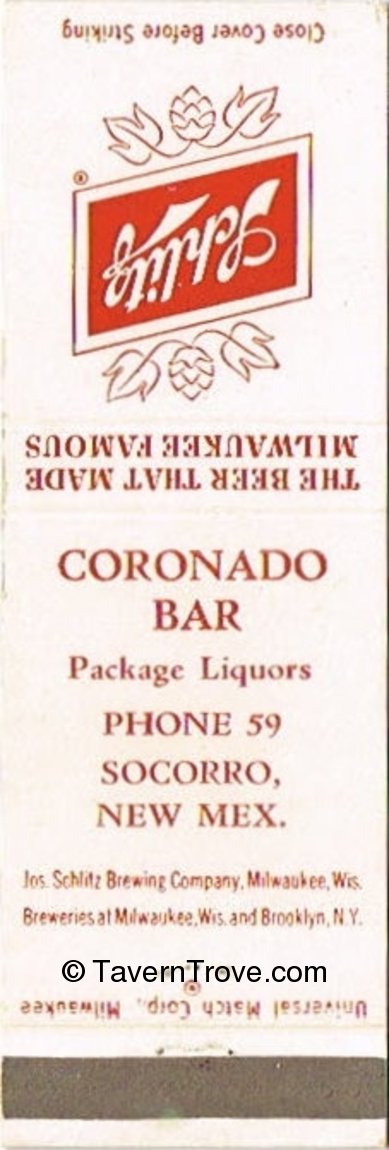 Close Cover Before Striking
Schlitz
®
THE BEER THAT MADE
MILWAUKEE FAMOUS
CORONADO
BAR
Package Liquors
PHONE 59
SOCORRO,
NEW MEX.
Jos. Schlitz Brewing Company, Milwaukee, Wis.
Breweries at Milwaukee, Wis. and Brooklyn, N.Y.
© TavernTrove.com
Universal Match Corp., Milwaukee